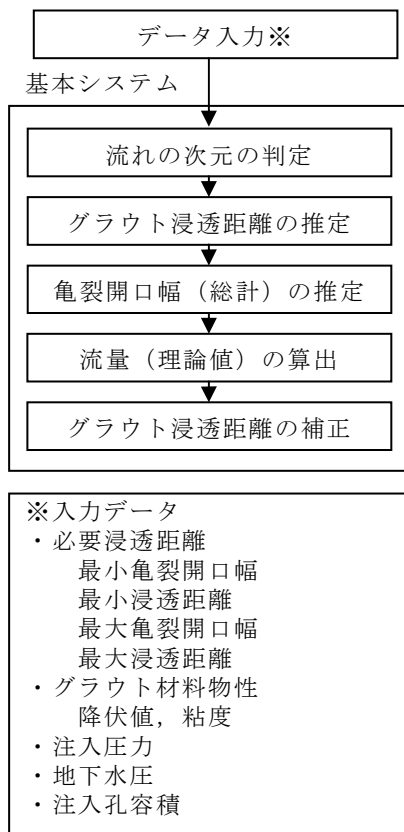 データ入力※
基本システム
流れの次元の判定
グラウト浸透距離の推定
亀裂開口幅（総計）の推定
流量（理論値）の算出
グラウト浸透距離の補正
※入力データ
・必要浸透距離
最小亀裂開口幅
最小浸透距離
最大亀裂開口幅
最大浸透距離
・グラウト材料物性
降伏値，粘度
・注入圧力
・地下水圧
・注入孔容積